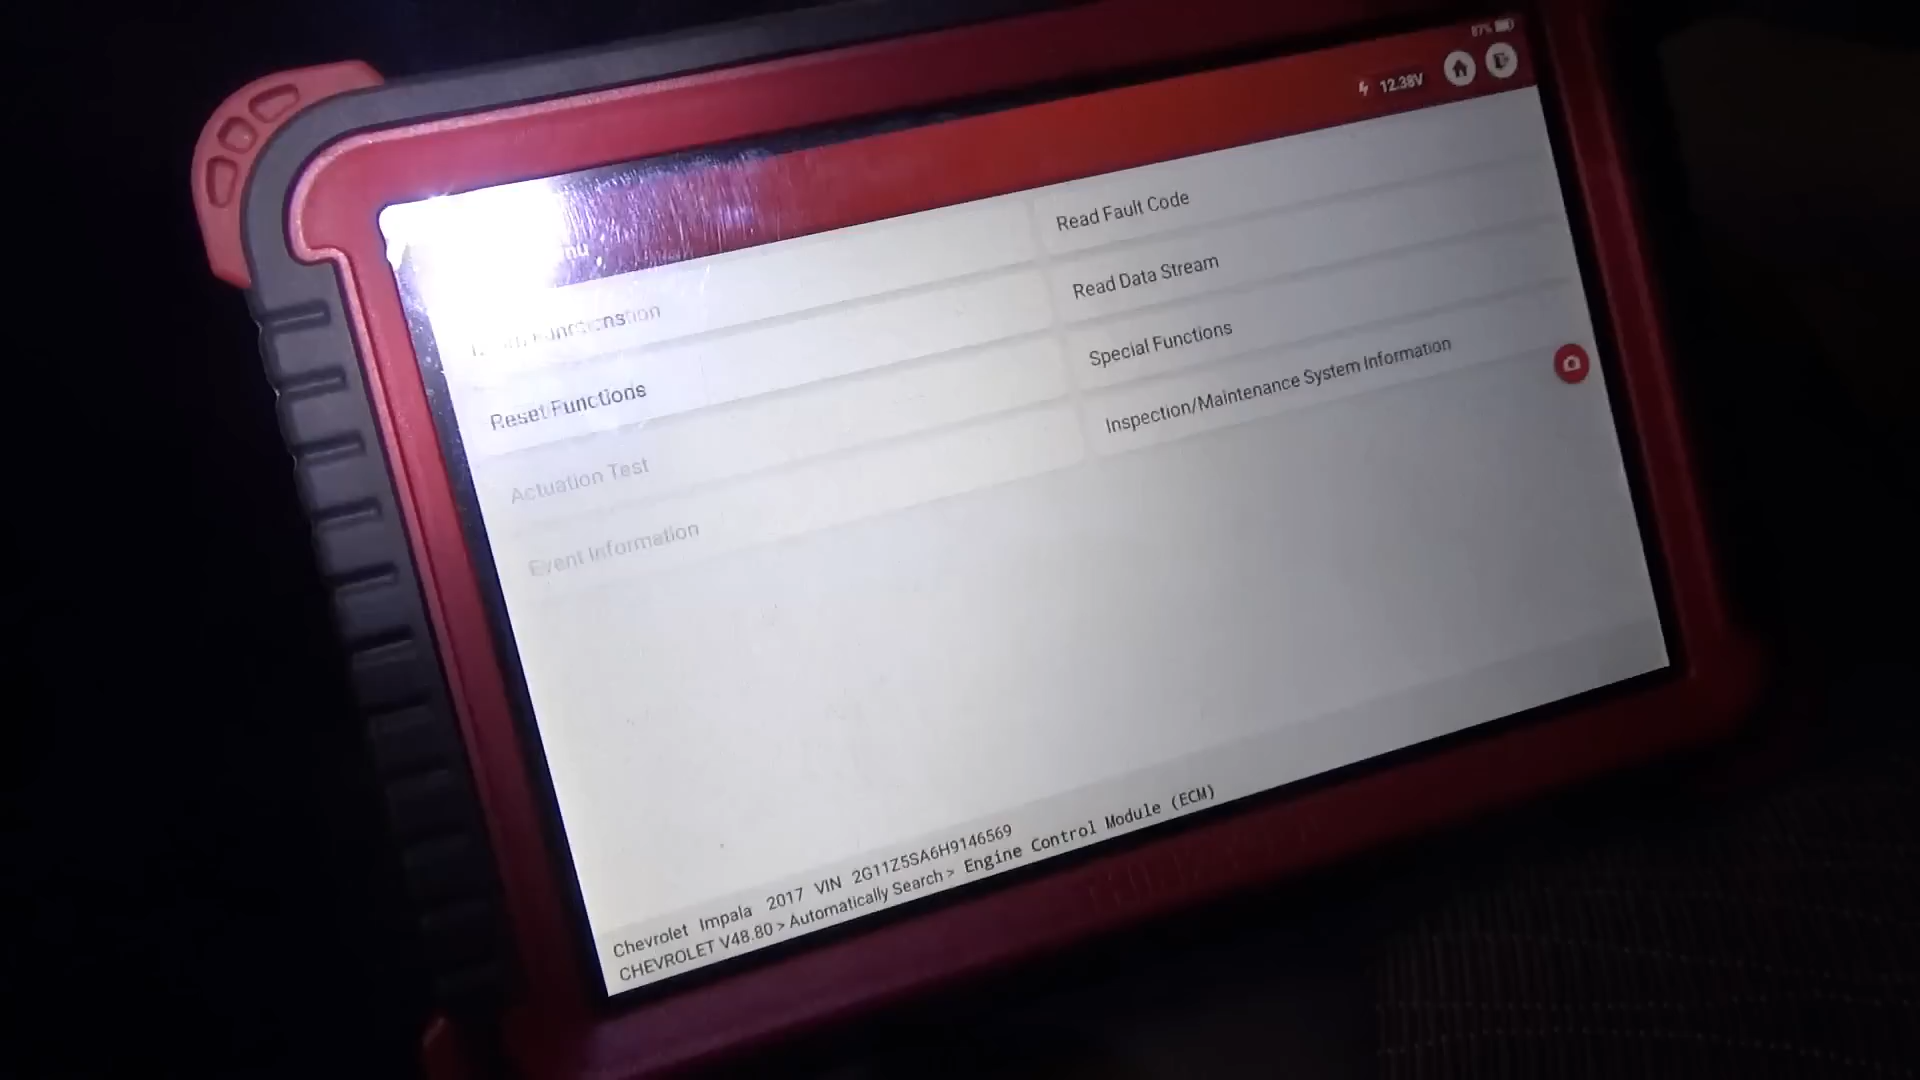 87%
12.38V
Read Fault Code
Reset Functions
Read Data Stream
Actuation Test
Special Functions
Event Information
Inspection/Maintenance System Information
Chevrolet Impala 2017 VIN 2G11Z5SA6H9146569
CHEVROLET V48.80 > Automatically Search > Engine Control Module (ECM)